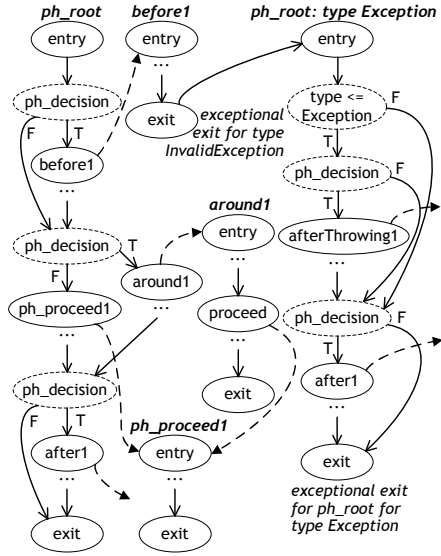 ph_root
entry
ph_decision
F
T
before1
...
ph_decision
T
F
ph_proceed1
around1
...
...
ph_decision
F
T
after1
...
exit
before1
entry
...
exit
exceptional
exit for type
InvalidException
around1
entry
...
proceed
...
exit
ph_proceed1
entry
...
exit
ph_root: type Exception
entry
type <=
Exception
F
T
ph_decision
F
T
afterThrowing1
...
ph_decision
F
T
after1
...
exit
exceptional exit
for ph_root for
type Exception